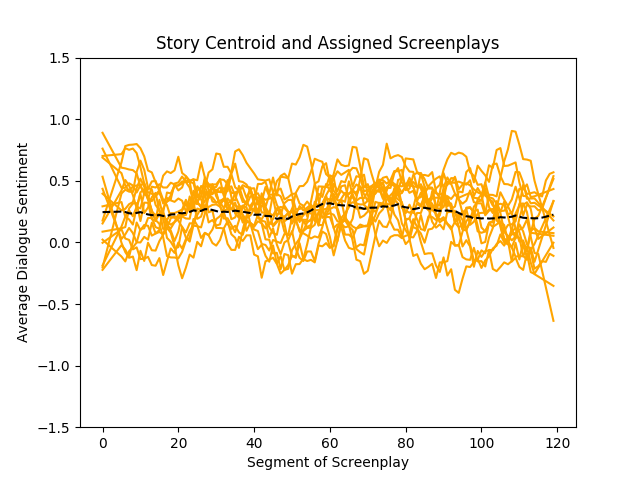 Story Centroid and Assigned Screenplays
1.5
1.0
0.5
0.0
−0.5
−1.0
−1.5
Average Dialogue Sentiment
0 20 40 60 80 100 120
Segment of Screenplay